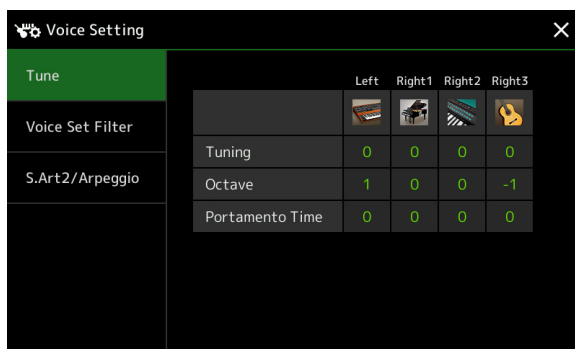 Voice Setting
Tune
Left Right1 Right2 Right3
Voice Set Filter
Tuning 0 0 0 0
S.Art2/Arpeggio
Octave 1 0 0 -1
Portamento Time 0 0 0 0